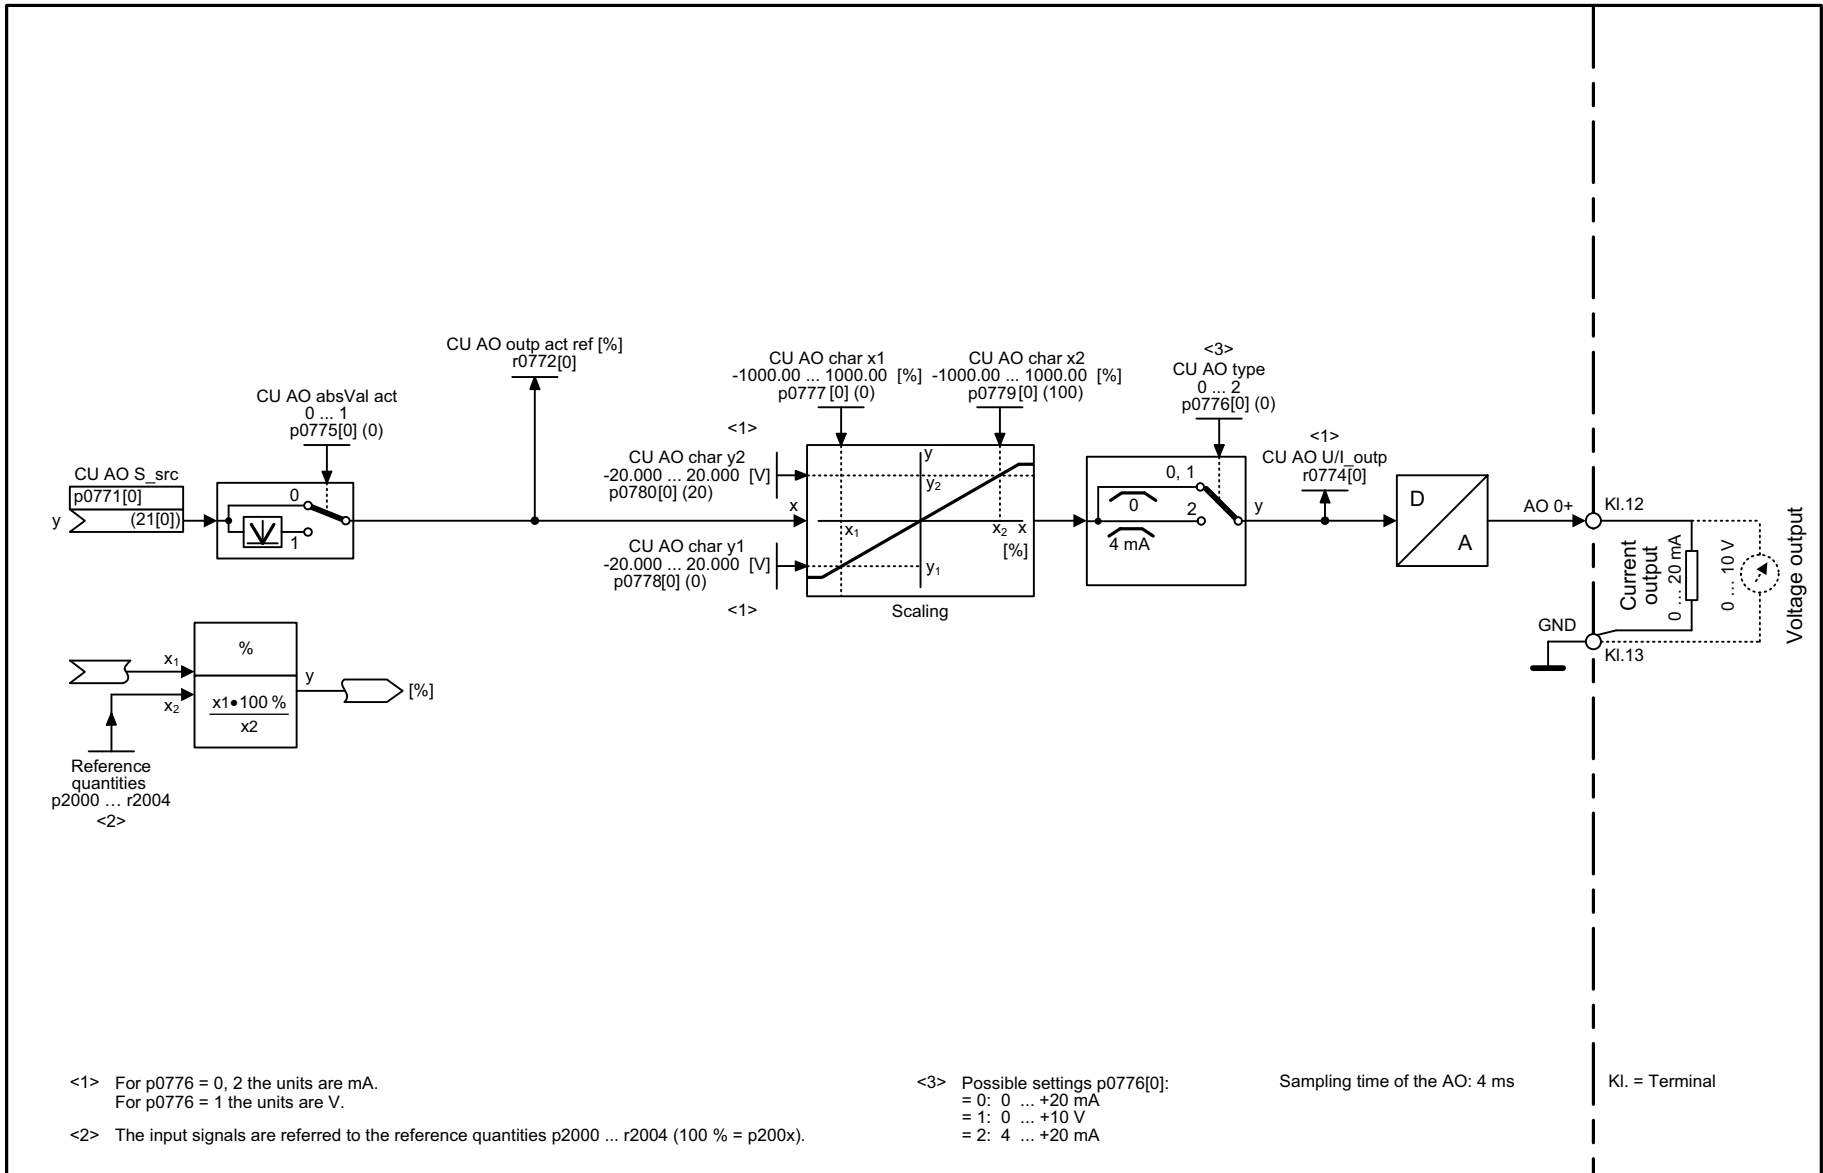 CU AO outp act ref [%]
r0772[0]
CU AO absVal act
0 ... 1
p0775[0] (0)
CU AO S_src
p0771[0]
(21[0])
y
0
1
CU AO char x1
-1000.00 ... 1000.00 [%]
p0777 [0] (0)
CU AO char x2
-1000.00 ... 1000.00 [%]
p0779[0] (100)
<1>
CU AO char y2
-20.000 ... 20.000 [V]
p0780[0] (20)
x
CU AO char y1
-20.000 ... 20.000 [V]
p0778[0] (0)
<1>
y
y2
x1
x2 x
[%]
y1
Scaling
<3>
CU AO type
0 ... 2
p0776[0] (0)
0, 1
0
2
4 mA
y
<1>
CU AO U/I_outp
r0774[0]
D
A
AO 0+
Kl.12
GND
Kl.13
Current
output
0 ... 20 mA
0 ... 10 V
Voltage output
x1
x2
%
x1•100 %
x2
y
[%]
Reference
quantities
p2000 ... r2004
<2>
<1> For p0776 = 0, 2 the units are mA.
For p0776 = 1 the units are V.
<2> The input signals are referred to the reference quantities p2000 ... r2004 (100 % = p200x).
<3> Possible settings p0776[0]:
= 0: 0 ... +20 mA
= 1: 0 ... +10 V
= 2: 4 ... +20 mA
Sampling time of the AO: 4 ms
Kl. = Terminal